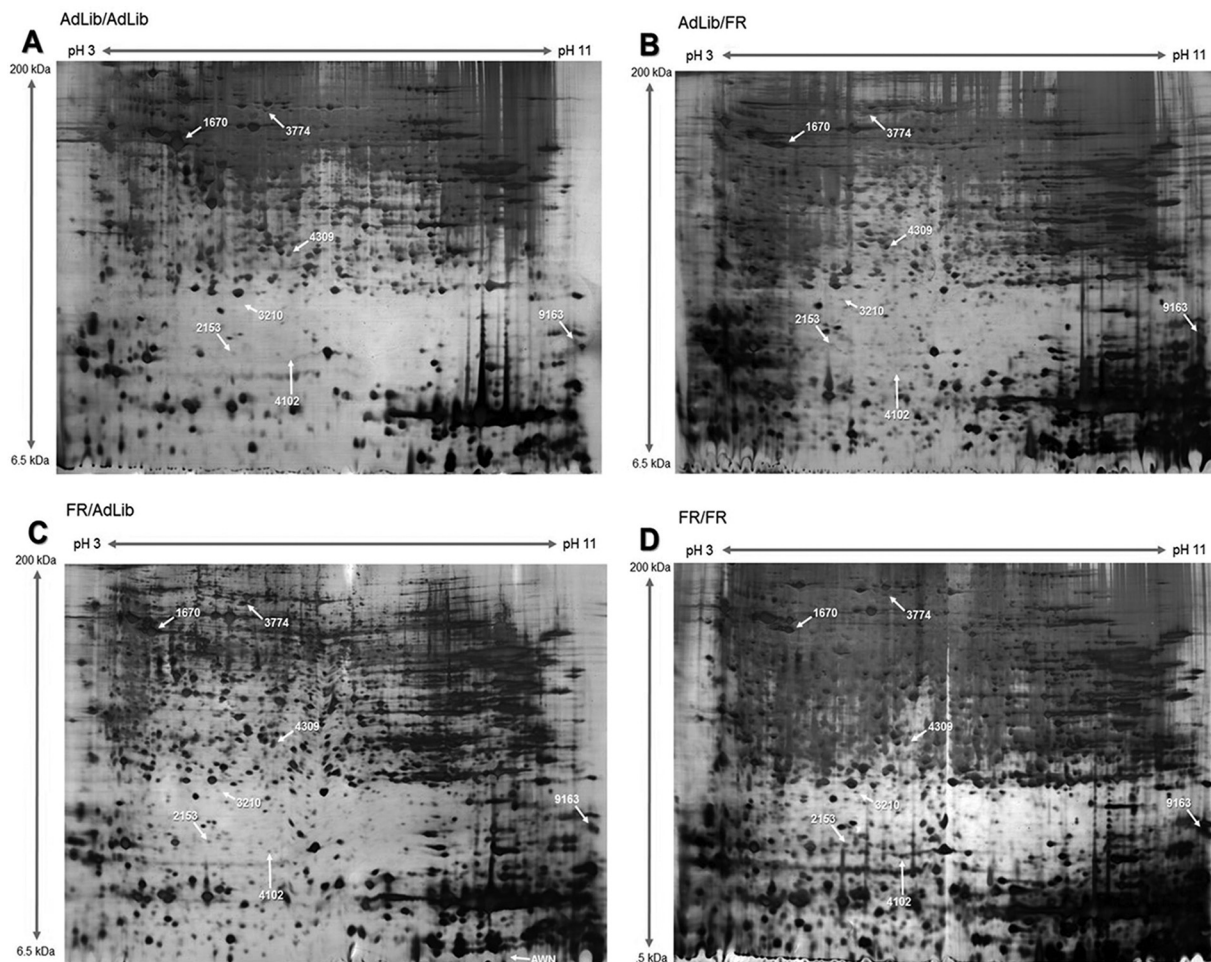 AdLib/AdLib
A
pH 3
pH 11
200 kDa
1670
3774
4309
3210
2153
9163
4102
6.5 kDa
AdLib/FR
B
pH 3
pH 11
200 kDa
1670
3774
4309
3210
2153
9163
4102
6.5 kDa
FR/AdLib
C
pH 3
pH 11
200 kDa
1670
3774
4309
3210
9163
2153
4102
6.5 kDa
AWN
FR/FR
D
pH 3
pH 11
200 kDa
1670
3774
4309
3210
9163
2153
4102
.5 kDa